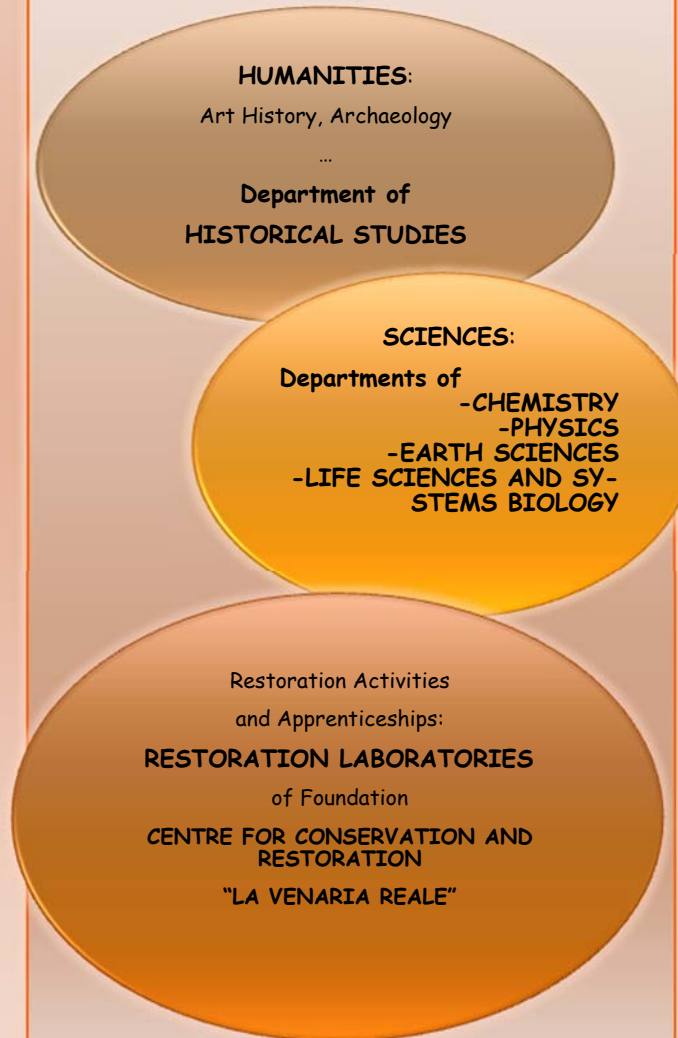 HUMANITIES:
Art History, Archaeology
…
Department of
HISTORICAL STUDIES
SCIENCES:
Departments of
-CHEMISTRY
-PHYSICS
-EARTH SCIENCES
-LIFE SCIENCES AND SY-
STEMS BIOLOGY
Restoration Activities
and Apprenticeships:
RESTORATION LABORATORIES
of Foundation
CENTRE FOR CONSERVATION AND
RESTORATION
“LA VENARIA REALE”